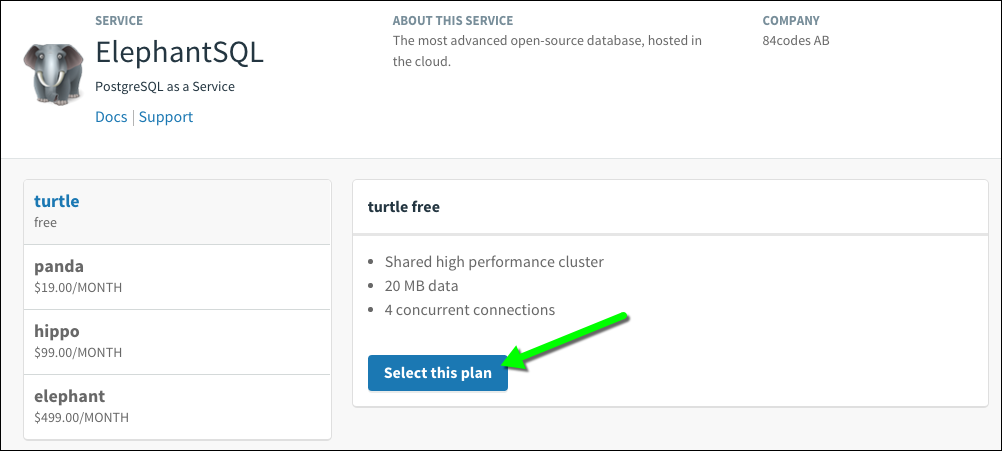 SERVICE
ElephantSQL
PostgreSQL as a Service
Docs | Support
ABOUT THIS SERVICE
The most advanced open-source database, hosted in
the cloud.
COMPANY
84codes AB
turtle
free
panda
$19.00/MONTH
hippo
$99.00/MONTH
elephant
$499.00/MONTH
turtle free
• Shared high performance cluster
• 20 MB data
• 4 concurrent connections
Select this plan